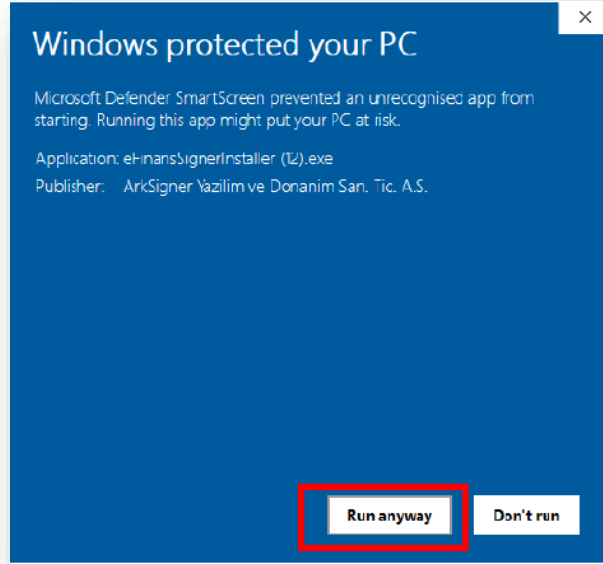 Windows protected your PC
Microsoft Defender SmartScreen prevented an unrecognised app from
starting. Running this app might put your PC at risk.
Application: eFinansSignerInstaller (12).exe
Publisher: ArkSigner Yazilim ve Donanim San. Tic. A.S.
Run anyway
Don't run